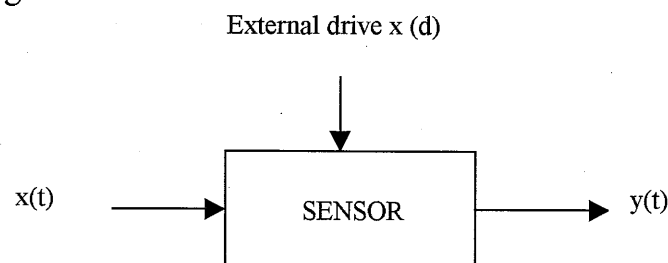 External drive x (d)
x(t)
SENSOR
y(t)